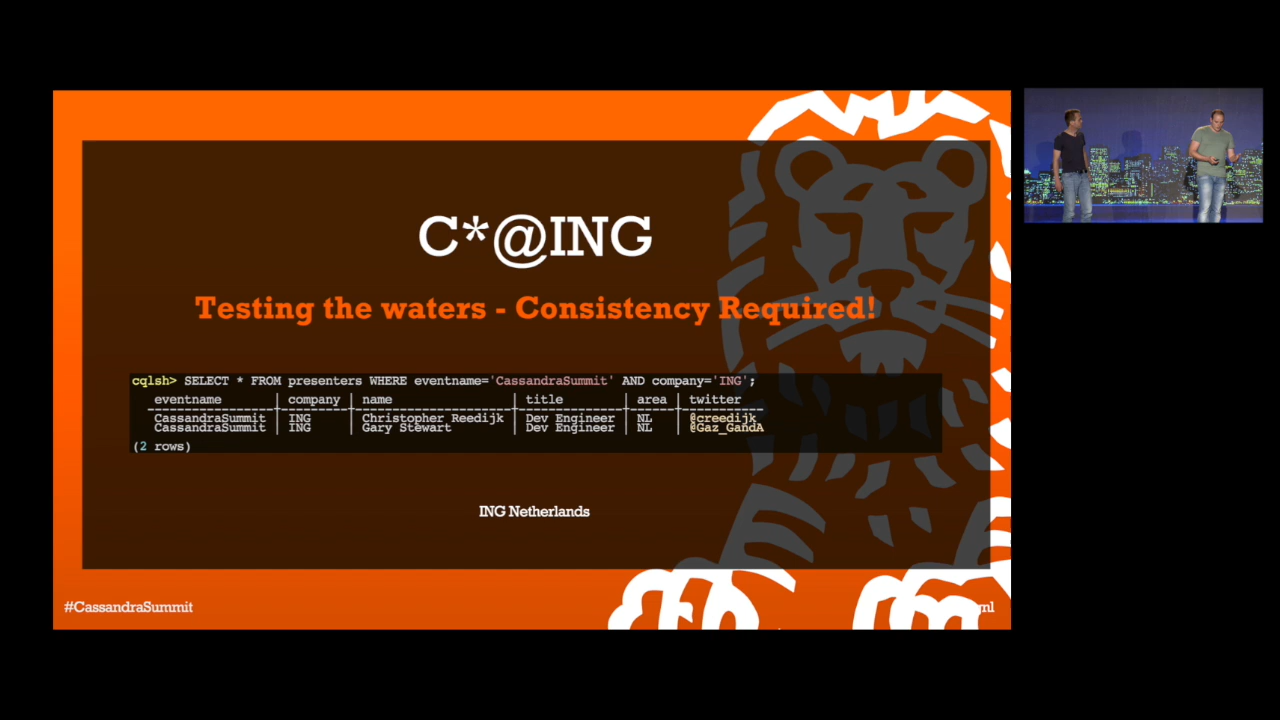 C*@ING
Testing the waters - Consistency Required!
cqlsh> SELECT * FROM presenters WHERE eventname='CassandraSummit' AND company='ING';
eventname | company | name | title | area | twitter
CassandraSummit | ING | Christopher Reedijk | Dev Engineer | NL | @creedijk
CassandraSummit | ING | Gary Stewart | Dev Engineer | NL | @Gaz_GandA
(2 rows)
ING Netherlands
#CassandraSummit